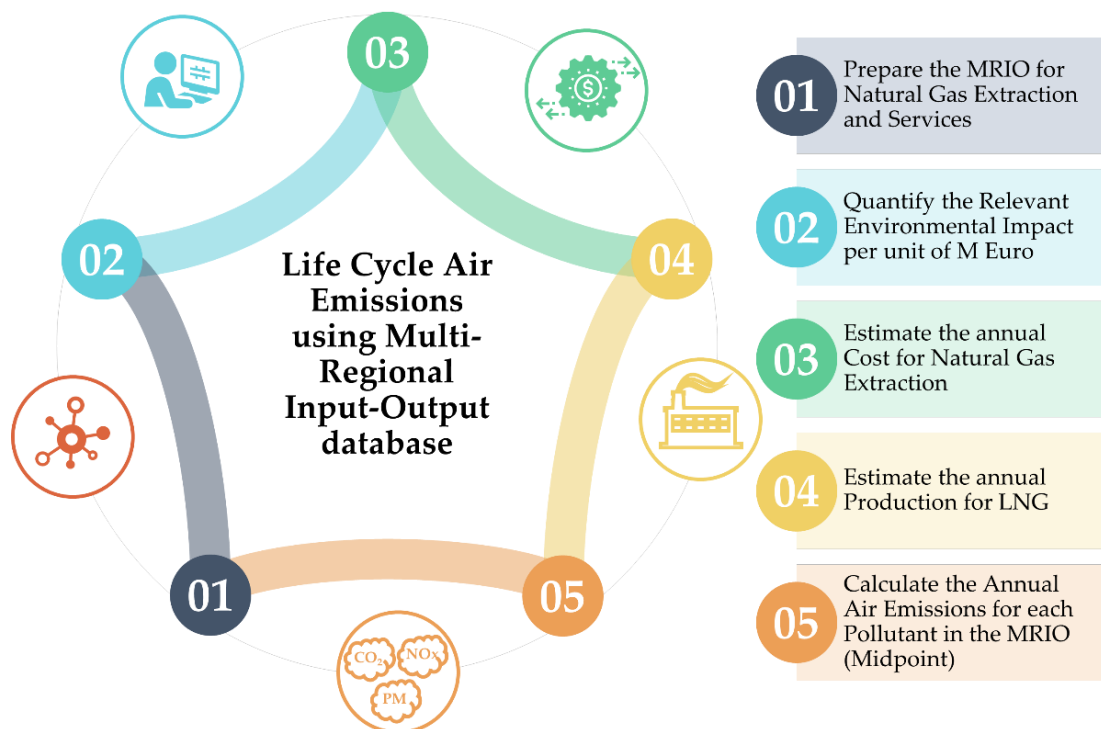 03
02
04
01
05
Life Cycle Air
Emissions
using Multi-
Regional
Input-Output
database
CO₂
NOx
PM
01
Prepare the MRIO for
Natural Gas Extraction
and Services
02
Quantify the Relevant
Environmental Impact
per unit of M Euro
03
Estimate the annual
Cost for Natural Gas
Extraction
04
Estimate the annual
Production for LNG
05
Calculate the Annual
Air Emissions for each
Pollutant in the MRIO
(Midpoint)
$